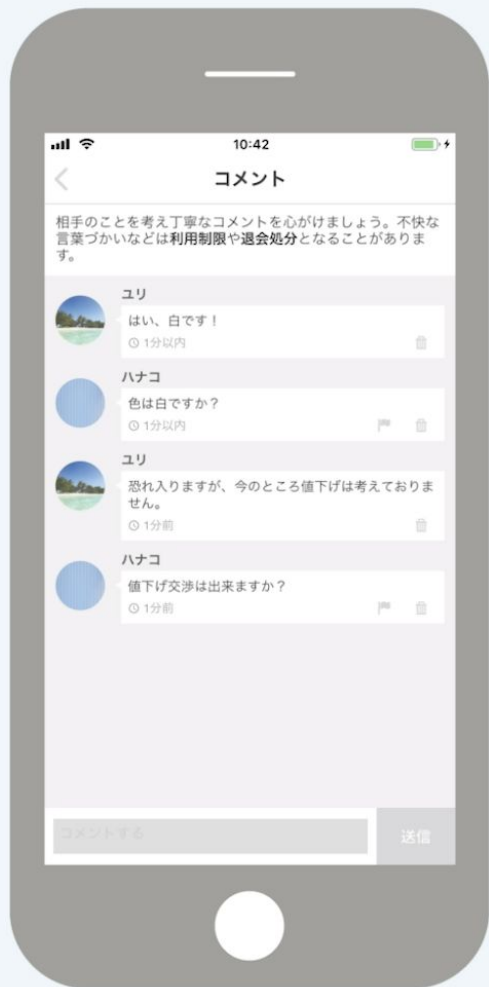 10:42
コメント
相手のことを考え丁寧なコメントを心がけましょう。不快な
言葉づかいなどは利用制限や退会処分となることがありま
す。
ユリ
はい、白です！
1分以内
ハナコ
色は白ですか？
1分以内
ユリ
恐れ入りますが、今のところ値下げは考えておりま
せん。
1分前
ハナコ
値下げ交渉は出来ますか？
1分前
コメントする
送信